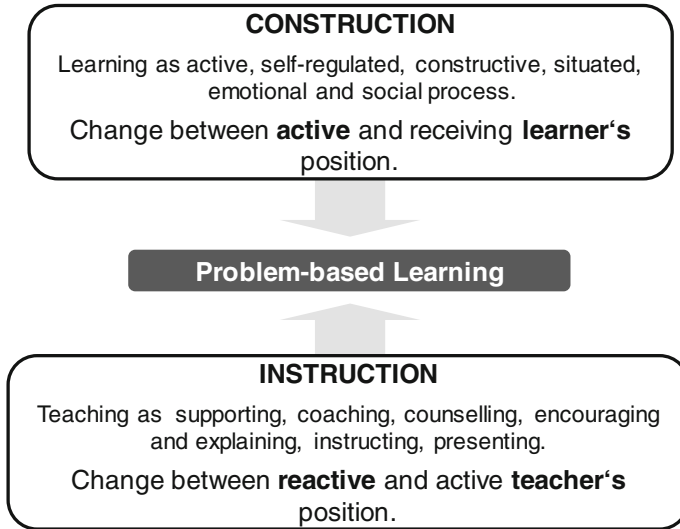 CONSTRUCTION
Learning as active, self-regulated, constructive, situated,
emotional and social process.
Change between active and receiving learner‘s
position.
Problem-based Learning
INSTRUCTION
Teaching as supporting, coaching, counselling, encouraging
and explaining, instructing, presenting.
Change between reactive and active teacher‘s
position.